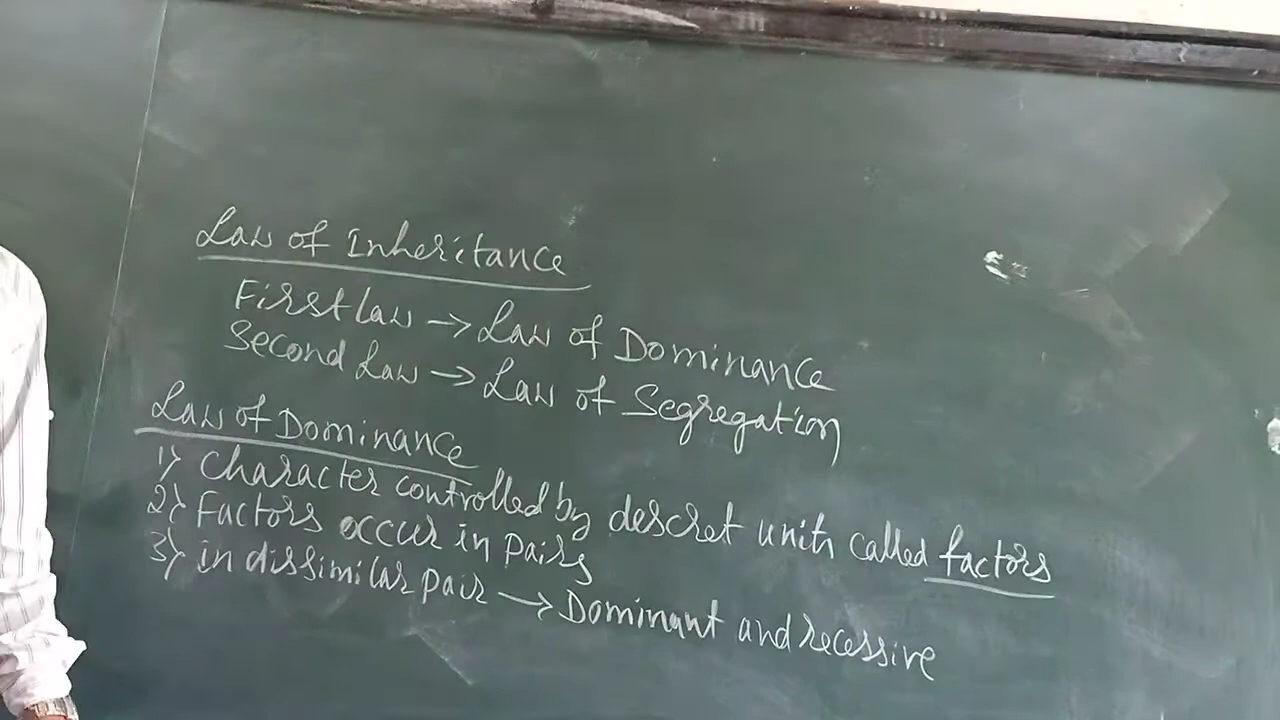 Law of Inheritance
First law → Law of Dominance
Second Law → Law of Segregation
Law of Dominance
1) Character controlled by descret units called factors
2) Factors occur in Pairs
3) in dissimilar pair → Dominant and recessive